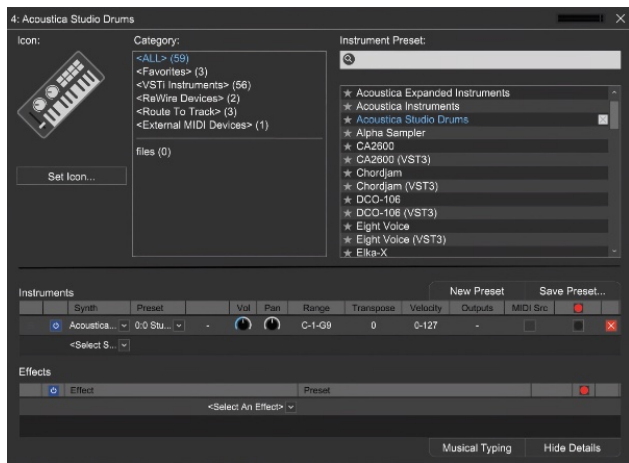 4: Acoustica Studio Drums
Icon:
Category:
Instrument Preset:
<ALL> (59)
<Favorites> (3)
<VSTi Instruments> (56)
<ReWire Devices> (2)
<Route To Track> (3)
<External MIDI Devices> (1)
files (0)
Set Icon...
Acoustica Expanded Instruments
Acoustica Instruments
Acoustica Studio Drums
Alpha Sampler
CA2600
CA2600 (VST3)
Chordjam
Chordjam (VST3)
DCO-106
DCO-106 (VST3)
Eight Voice
Eight Voice (VST3)
Elka-X
Instruments
New Preset Save Preset...
Synth Preset Vol Pan Range Transpose Velocity Outputs MIDI Src
Acoustica... 0:0 Stu... - C-1-G9 0 0-127 -
<Select S...
Effects
Effect Preset
<Select An Effect>
Musical Typing Hide Details